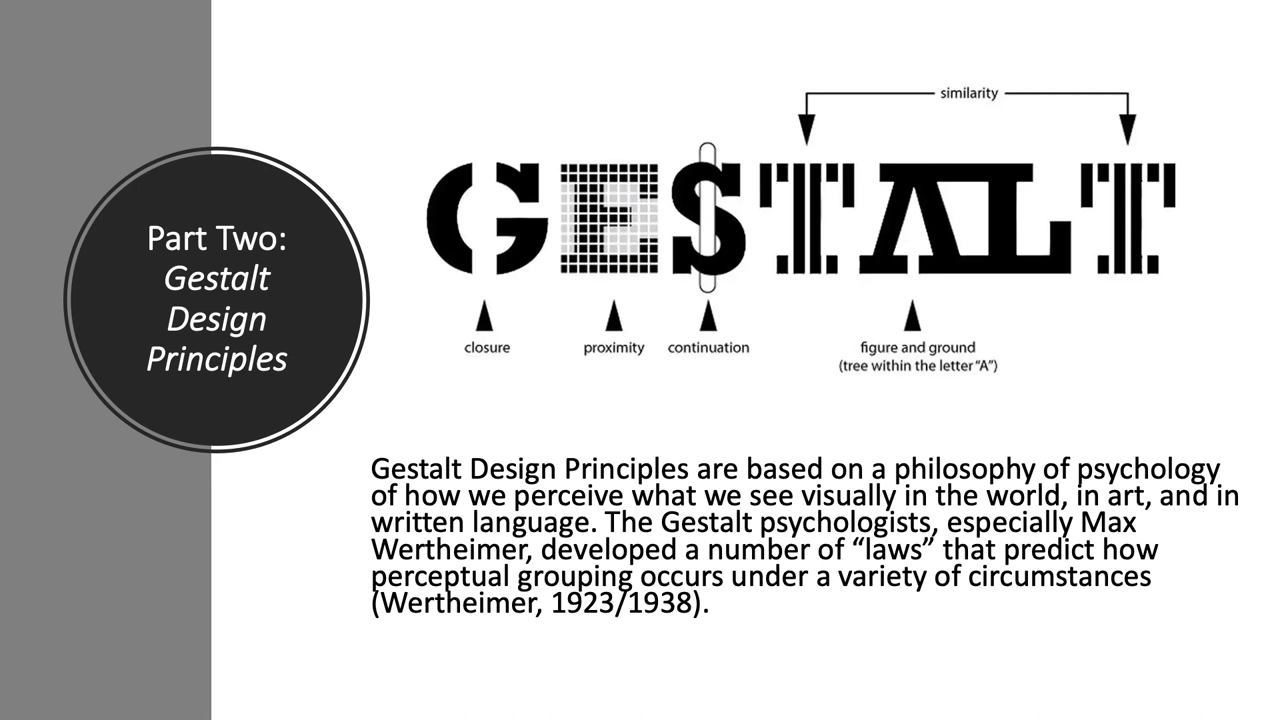 Part Two:
Gestalt
Design
Principles
similarity
GESTALT
closure
proximity
continuation
figure and ground
(tree within the letter “A”)
Gestalt Design Principles are based on a philosophy of psychology
of how we perceive what we see visually in the world, in art, and in
written language. The Gestalt psychologists, especially Max
Wertheimer, developed a number of “laws” that predict how
perceptual grouping occurs under a variety of circumstances
(Wertheimer, 1923/1938).